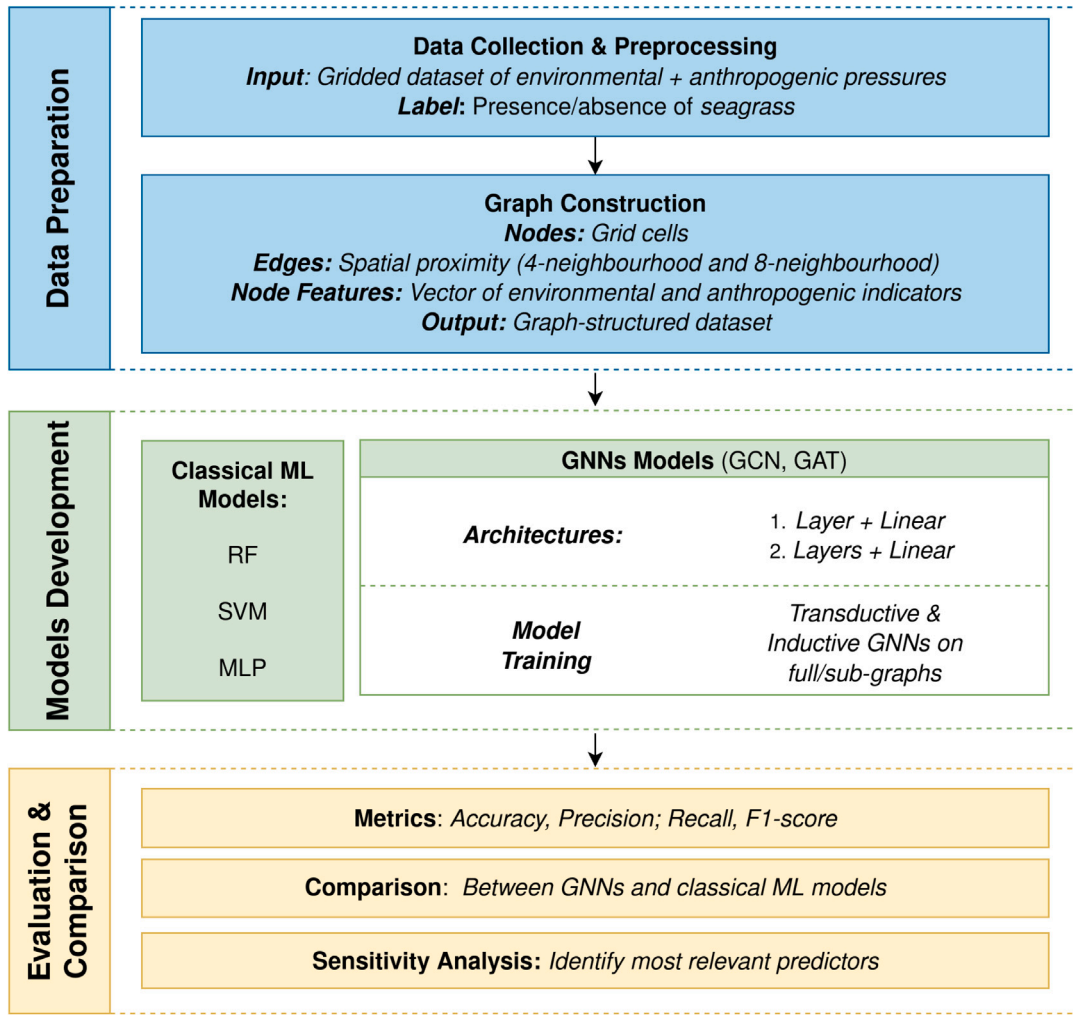 Data Preparation
Data Collection & Preprocessing
Input: Gridded dataset of environmental + anthropogenic pressures
Label: Presence/absence of seagrass
Graph Construction
Nodes: Grid cells
Edges: Spatial proximity (4-neighbourhood and 8-neighbourhood)
Node Features: Vector of environmental and anthropogenic indicators
Output: Graph-structured dataset
Models Development
Classical ML
Models:
RF
SVM
MLP
GNNs Models (GCN, GAT)
Architectures:
1. Layer + Linear
2. Layers + Linear
Model
Training
Transductive &
Inductive GNNs on
full/sub-graphs
Evaluation &
Comparison
Metrics: Accuracy, Precision; Recall, F1-score
Comparison: Between GNNs and classical ML models
Sensitivity Analysis: Identify most relevant predictors